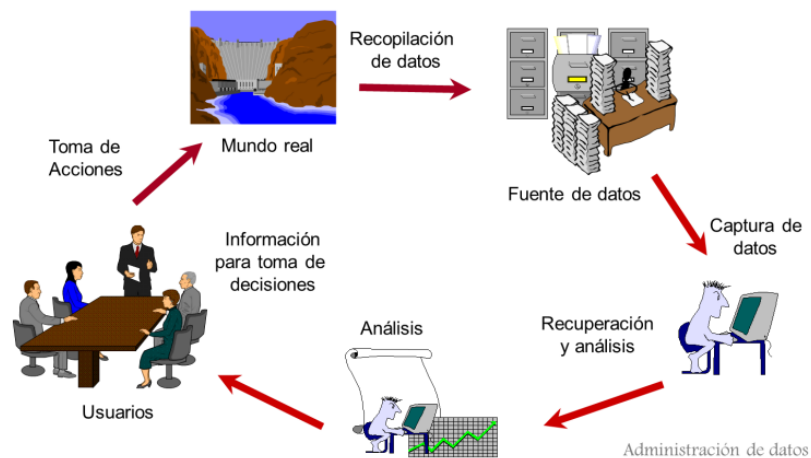 Recopilación
de datos
Mundo real
Toma de
Acciones
Fuente de datos
Captura de
datos
Información
para toma de
decisiones
Recuperación
y análisis
Análisis
Usuarios
Administración de datos